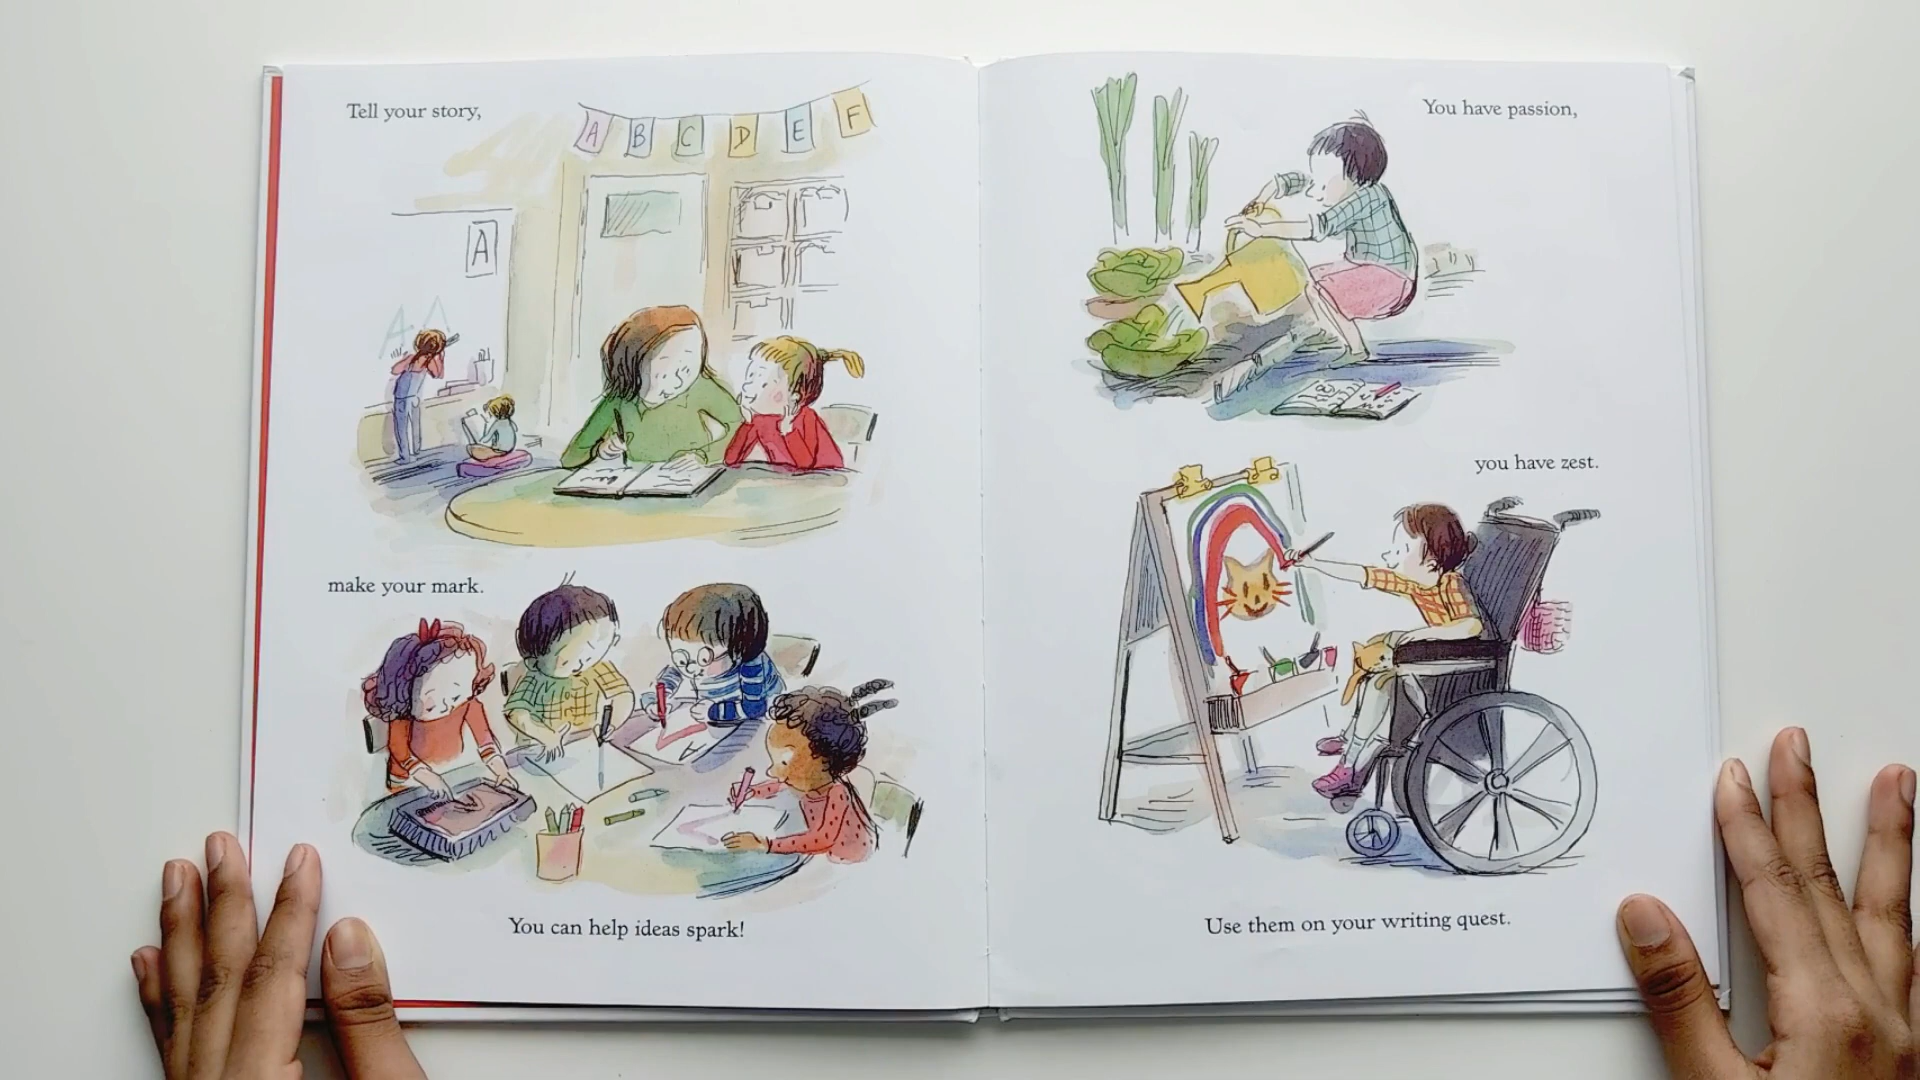 Tell your story,
A B C D E F
A
A A
make your mark.
You can help ideas spark!
You have passion,
you have zest.
Use them on your writing quest.